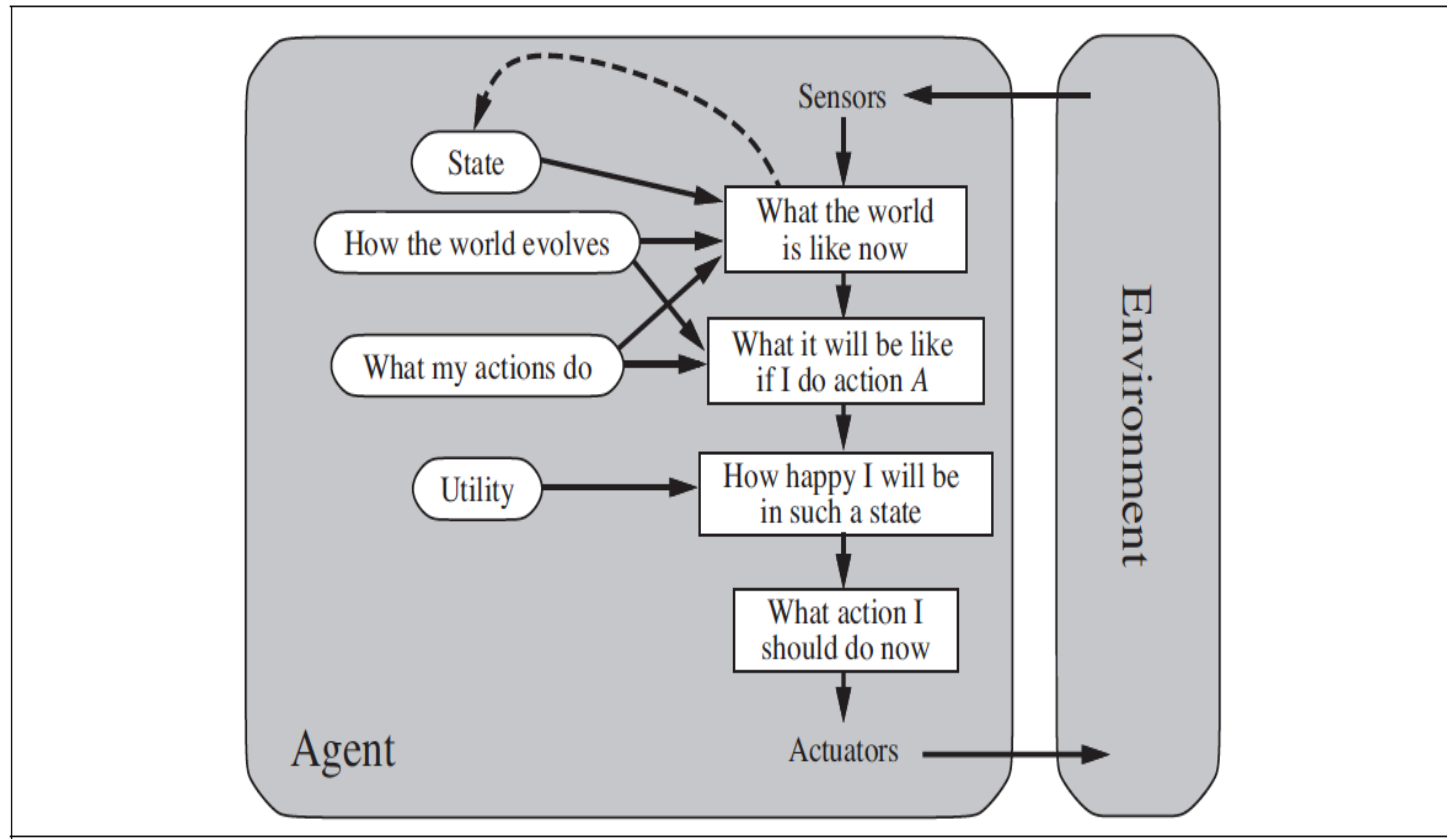 Sensors
State
What the world
is like now
How the world evolves
What it will be like
if I do action A
What my actions do
How happy I will be
in such a state
Utility
What action I
should do now
Actuators
Agent
Environment